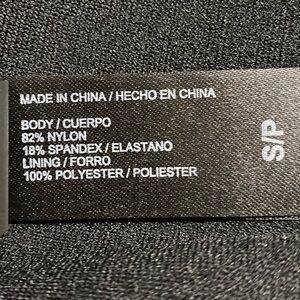 MADE IN CHINA / HECHO EN CHINA
BODY / CUERPO
82% NYLON
18% SPANDEX / ELASTANO
LINING / FORRO
100% POLYESTER / POLIESTER
S/P